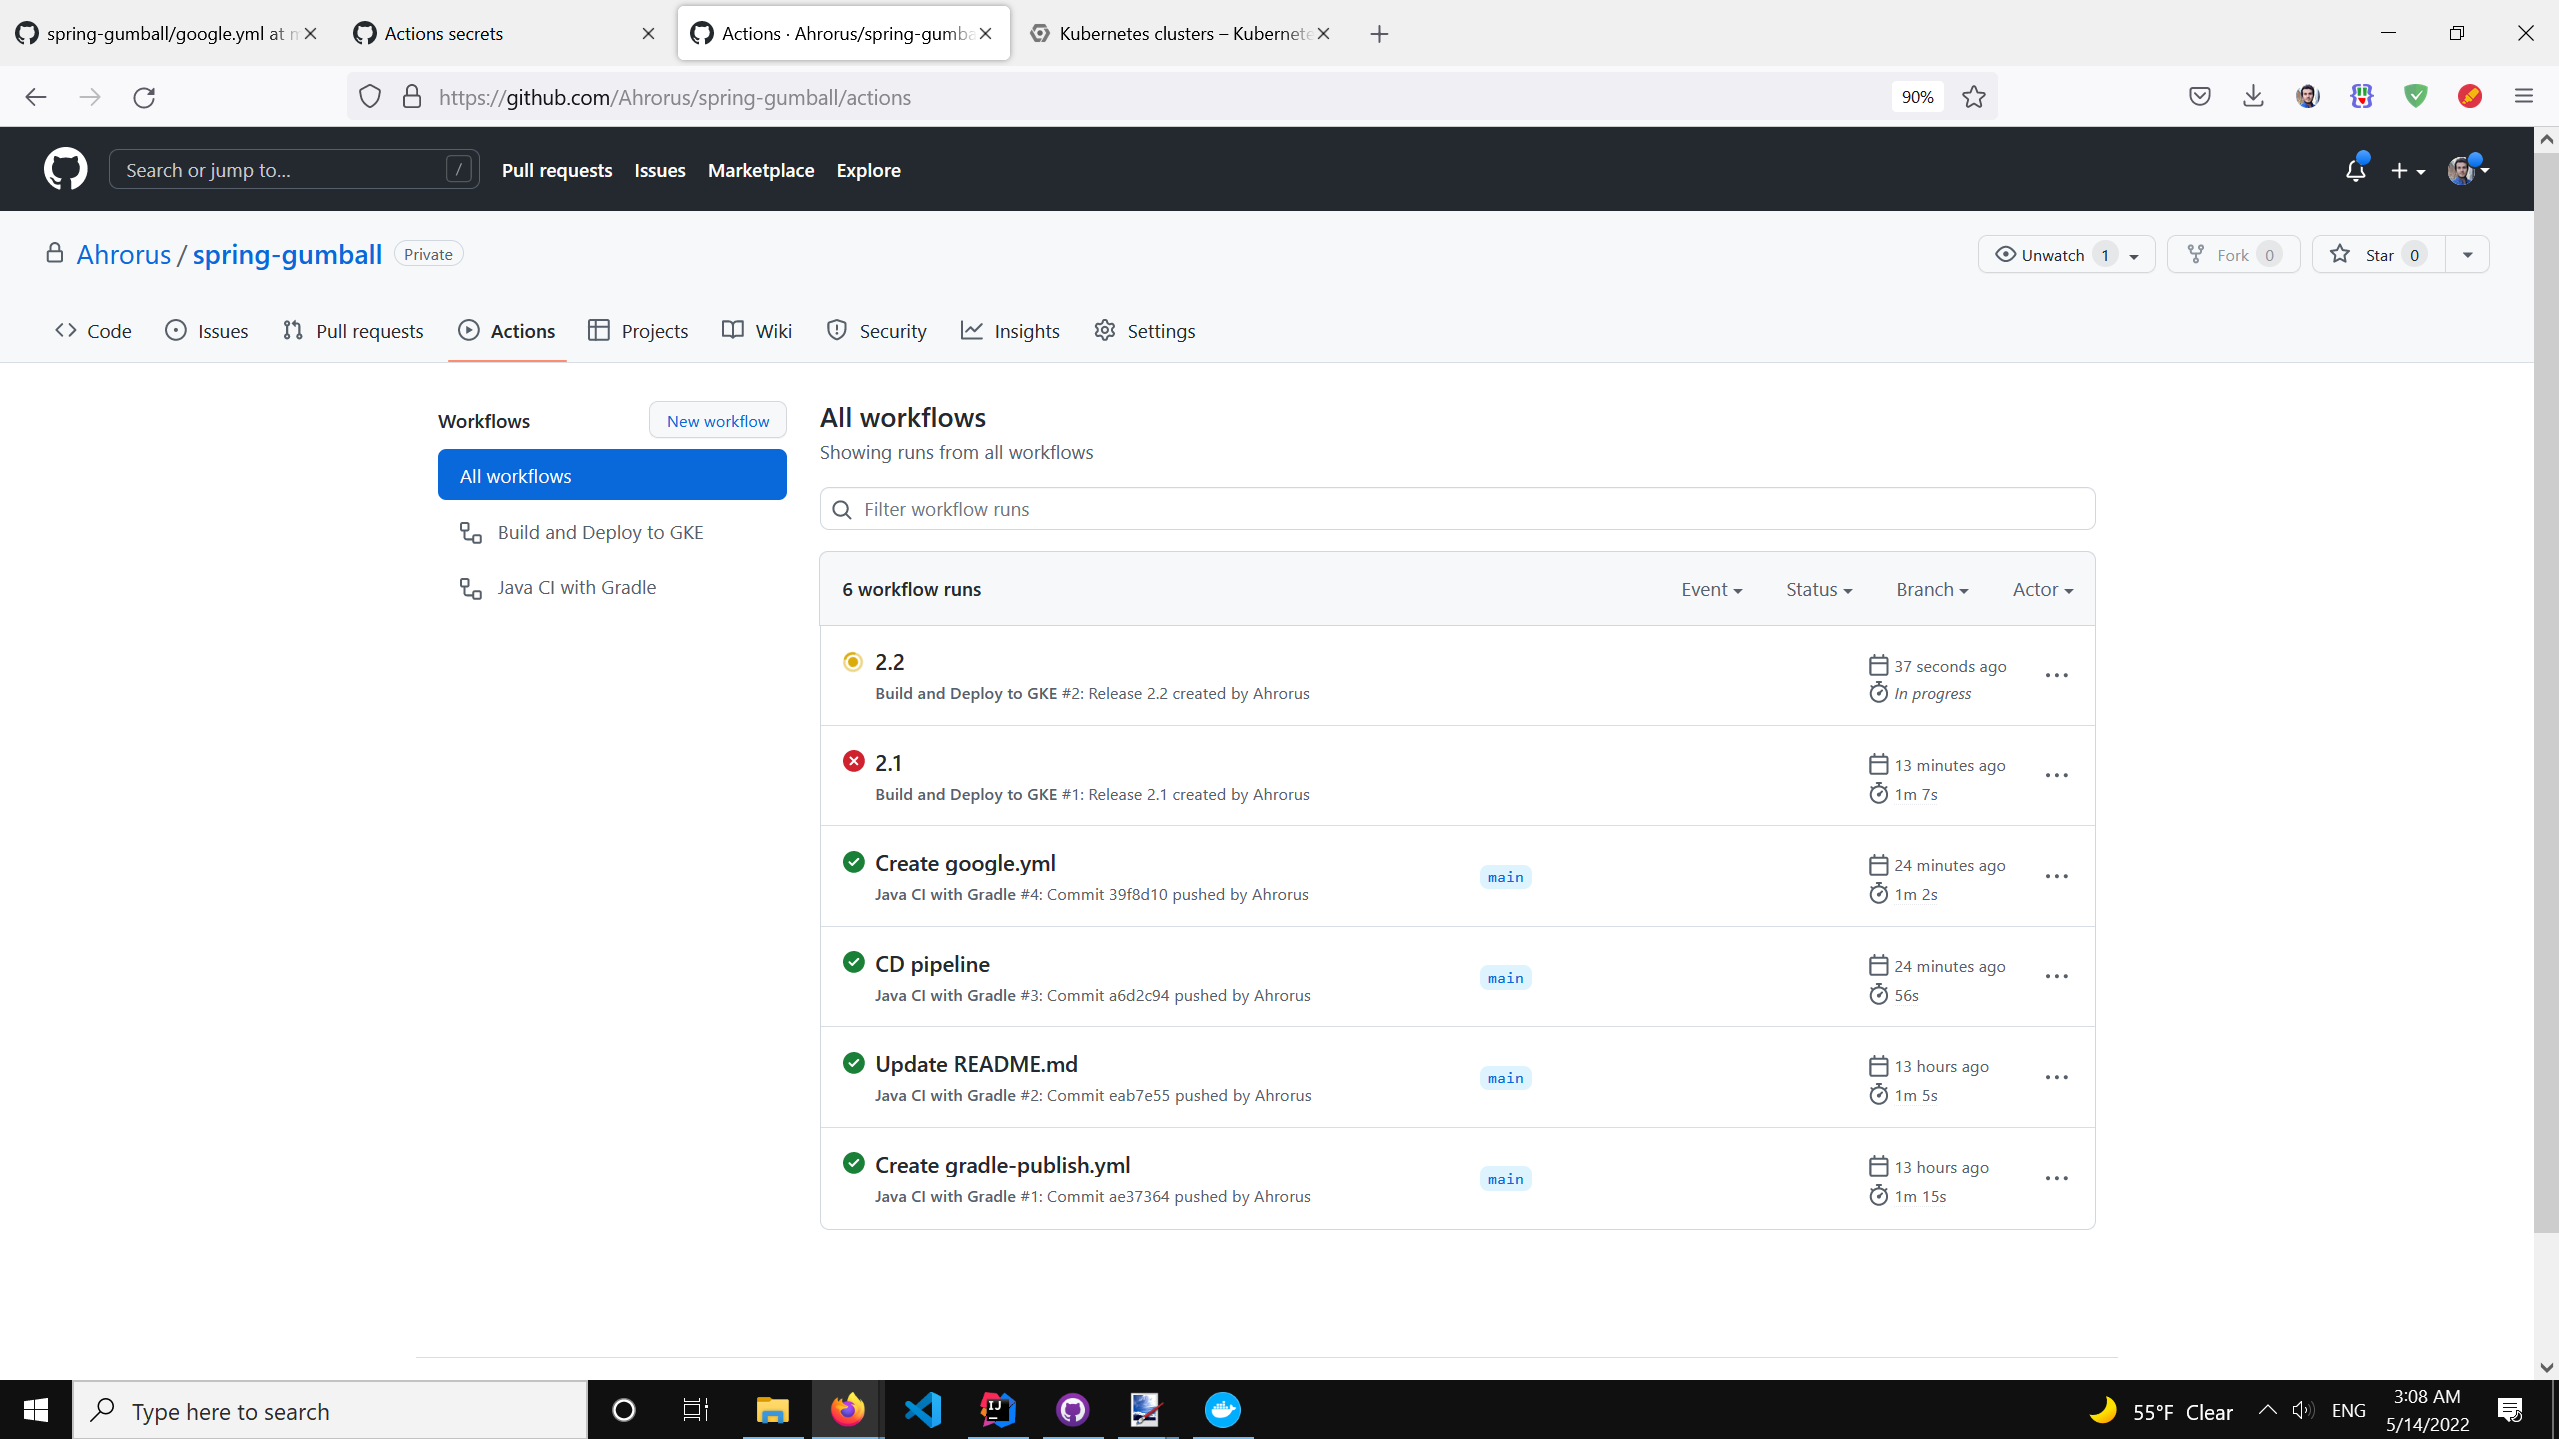 spring-gumball/google.yml at m
Actions secrets
Actions · Ahrorus/spring-gumba
Kubernetes clusters – Kubernete
https://github.com/Ahrorus/spring-gumball/actions
90%
Search or jump to...
/
Pull requests
Issues
Marketplace
Explore
Ahrorus / spring-gumball
Private
Unwatch 1
Fork 0
Star 0
Code
Issues
Pull requests
Actions
Projects
Wiki
Security
Insights
Settings
Workflows
New workflow
All workflows
Build and Deploy to GKE
Java CI with Gradle
All workflows
Showing runs from all workflows
Filter workflow runs
6 workflow runs
Event
Status
Branch
Actor
2.2
Build and Deploy to GKE #2: Release 2.2 created by Ahrorus
37 seconds ago
In progress
2.1
Build and Deploy to GKE #1: Release 2.1 created by Ahrorus
13 minutes ago
1m 7s
Create google.yml
Java CI with Gradle #4: Commit 39f8d10 pushed by Ahrorus
main
24 minutes ago
1m 2s
CD pipeline
Java CI with Gradle #3: Commit a6d2c94 pushed by Ahrorus
main
24 minutes ago
56s
Update README.md
Java CI with Gradle #2: Commit eab7e55 pushed by Ahrorus
main
13 hours ago
1m 5s
Create gradle-publish.yml
Java CI with Gradle #1: Commit ae37364 pushed by Ahrorus
main
13 hours ago
1m 15s
Type here to search
IJ
55°F Clear
ENG
3:08 AM
5/14/2022